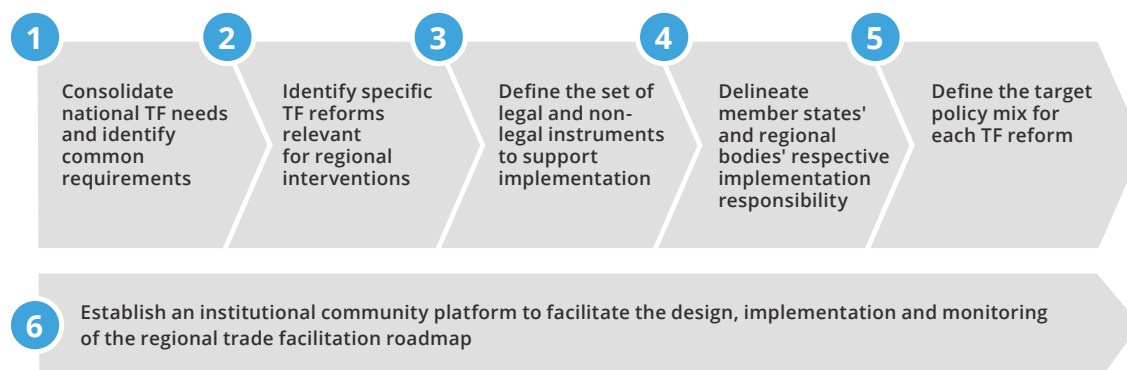 1
Consolidate
national TF needs
and identify
common
requirements
2
Identify specific
TF reforms
relevant
for regional
interventions
3
Define the set of
legal and non-
legal instruments
to support
implementation
4
Delineate
member states'
and regional
bodies' respective
implementation
responsibility
5
Define the target
policy mix for
each TF reform
6
Establish an institutional community platform to facilitate the design, implementation and monitoring
of the regional trade facilitation roadmap